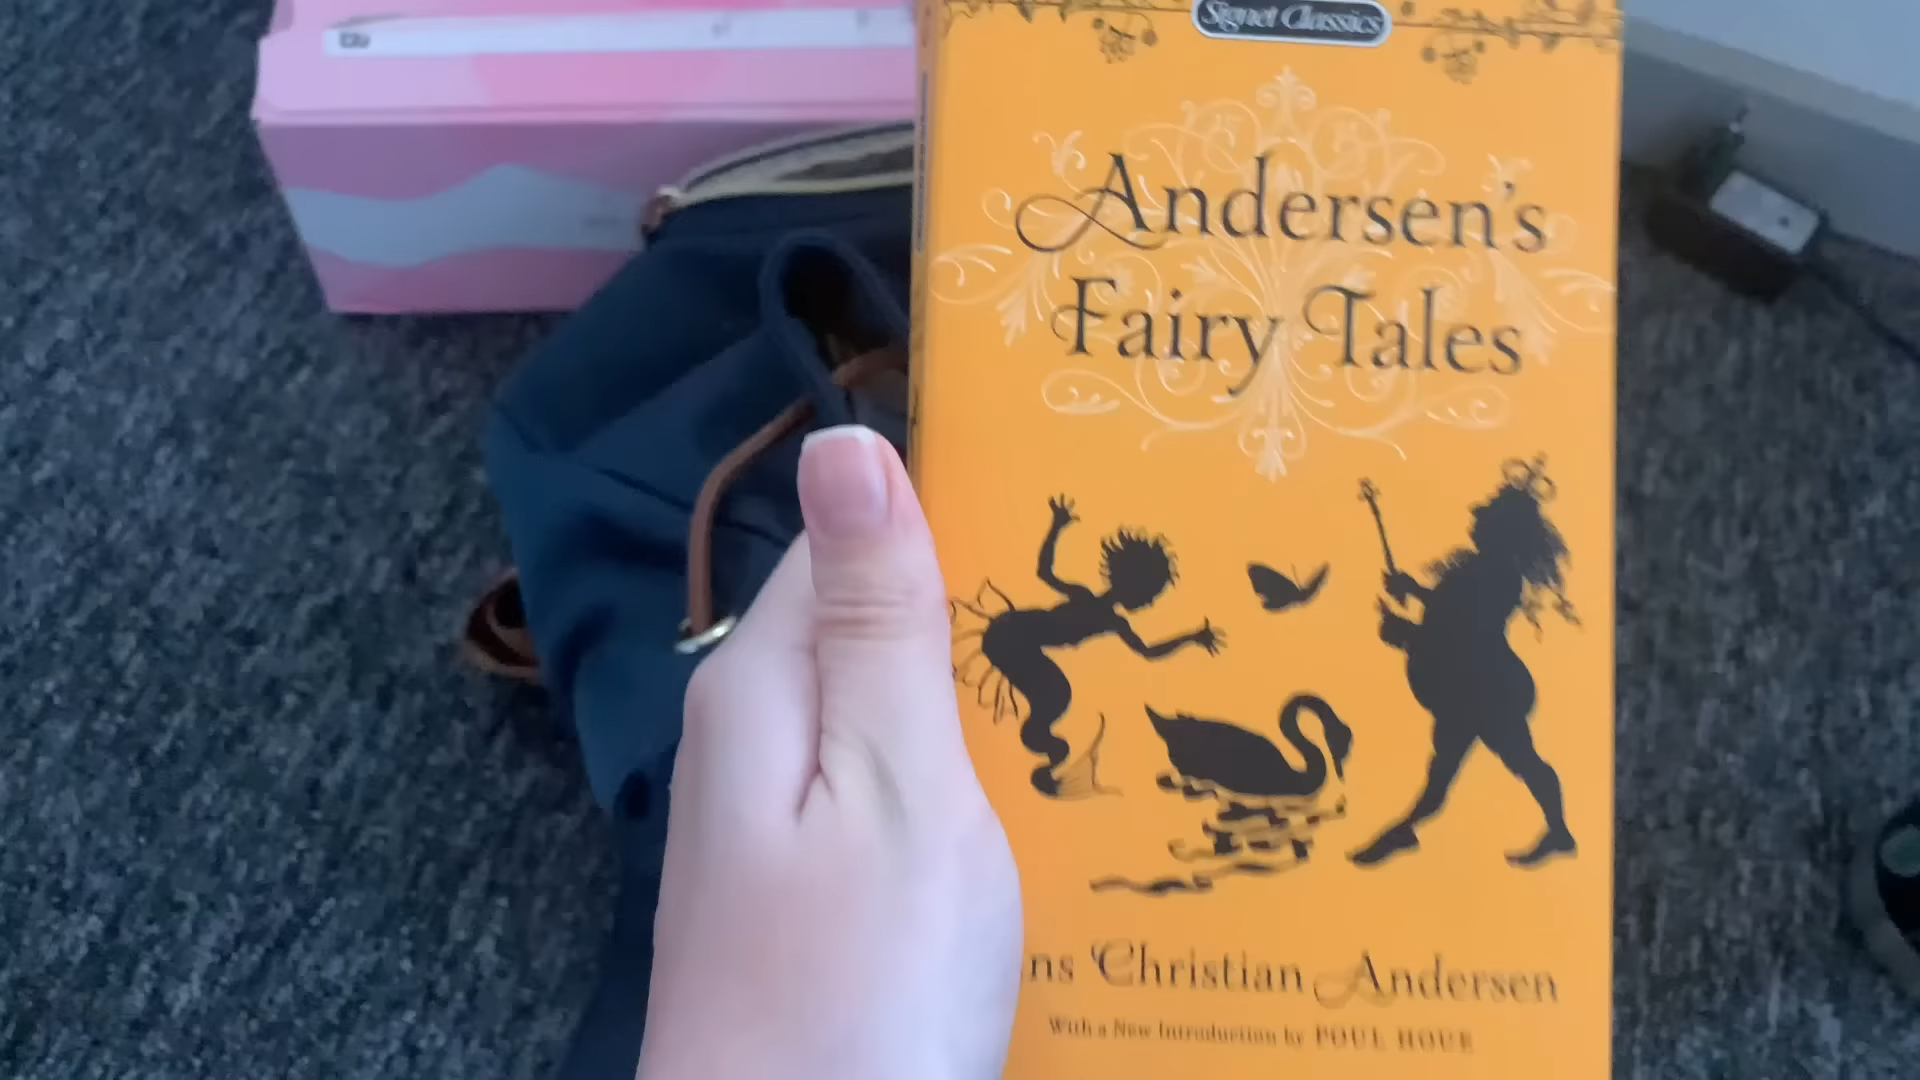 Signet Classics
Andersen's
Fairy Tales
ns Christian Andersen
With a New Introduction by POUL HOUE